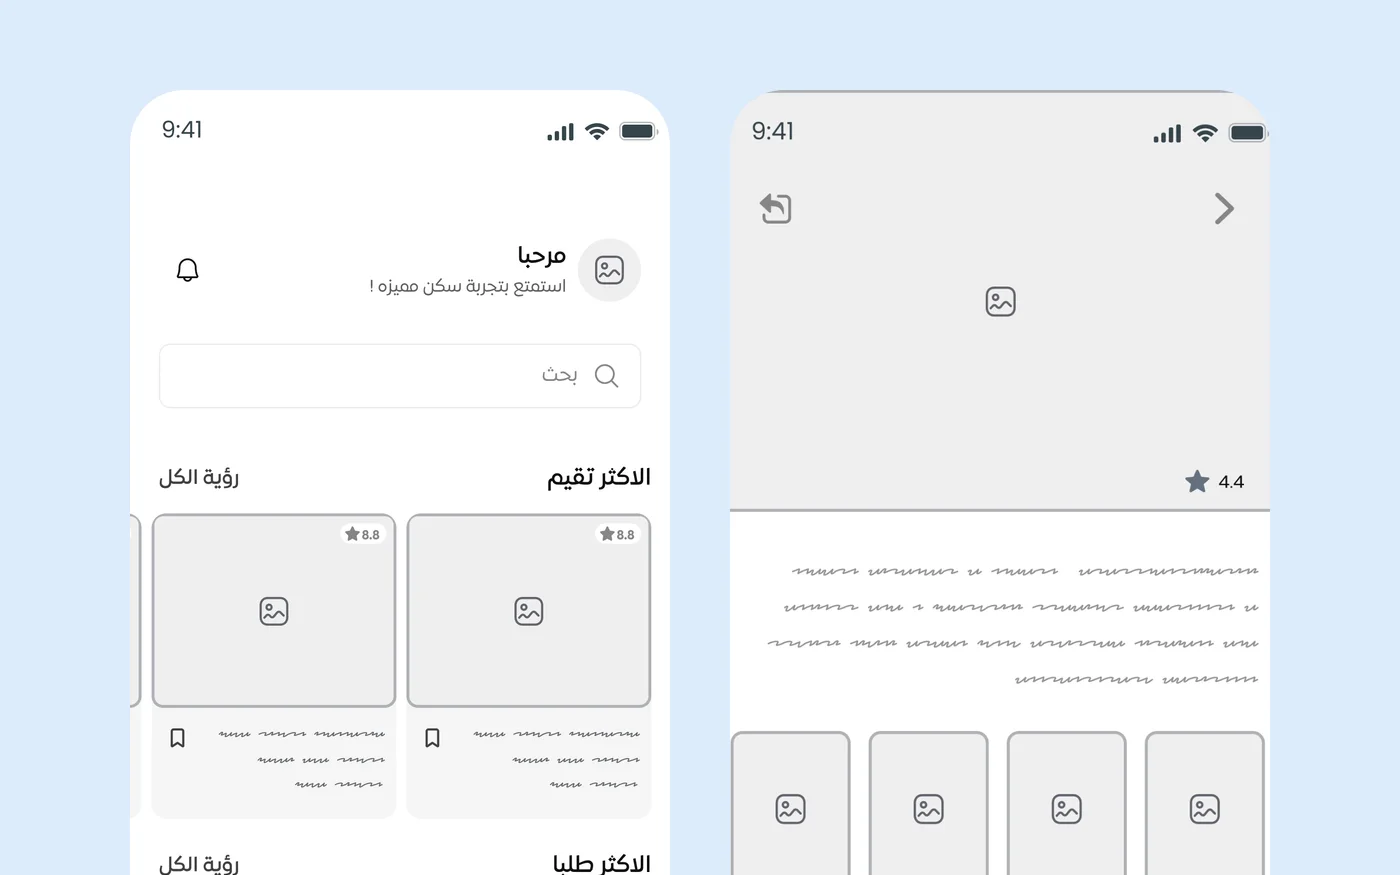 9:41
مرحبا
استمتع بتجربة سكن مميزه !
بحث
الاكثر تقيم
رؤية الكل
8.8
8.8
الاكثر طلبا
رؤية الكل
9:41
4.4